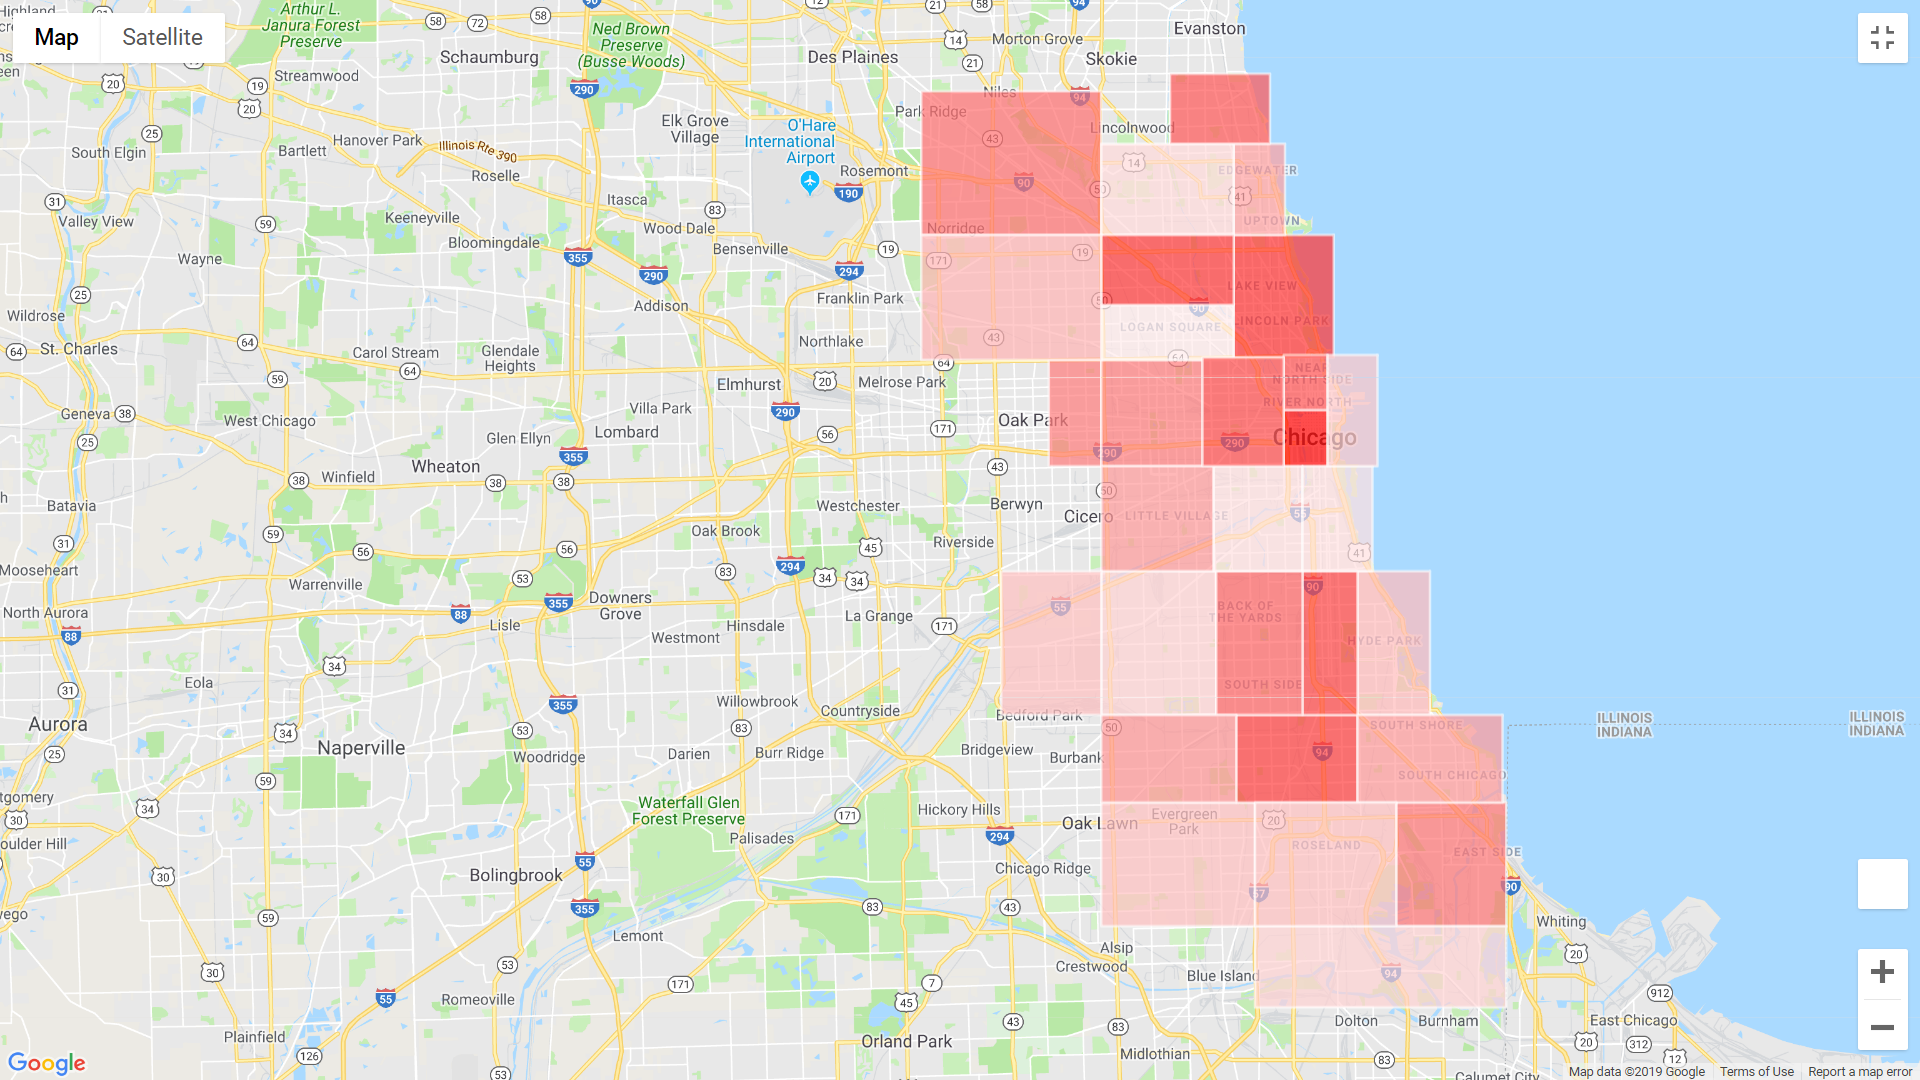 Map
Satellite
Arthur L.
Janura Forest
Preserve
Ned Brown
Preserve
(Busse Woods)
Schaumburg
Streamwood
Hanover Park
Bartlett
Illinois Rte 390
Roselle
South Elgin
Valley View
Wayne
Keeneyville
Bloomingdale
Itasca
Wood Dale
Bensenville
Elk Grove
Village
O'Hare
International
Airport
Rosemont
Des Plaines
Park Ridge
Niles
Morton Grove
Skokie
Evanston
Lincolnwood
EDGEWATER
UPTOWN
Norridge
Franklin Park
Addison
Northlake
Wildrose
St. Charles
Carol Stream
Glendale
Heights
Elmhurst
Melrose Park
Oak Park
LAKE VIEW
LINCOLN PARK
LOGAN SQUARE
NEAR
NORTH SIDE
RIVER NORTH
Chicago
Geneva
West Chicago
Villa Park
Lombard
Glen Ellyn
Wheaton
Winfield
Batavia
Westchester
Berwyn
Cicero
LITTLE VILLAGE
Oak Brook
Riverside
Mooseheart
Warrenville
North Aurora
Downers
Grove
Lisle
Westmont
Hinsdale
La Grange
BACK OF
THE YARDS
HYDE PARK
SOUTH SIDE
Eola
Willowbrook
Countryside
Bedford Park
SOUTH SHORE
ILLINOIS
INDIANA
ILLINOIS
INDIANA
Aurora
Naperville
Woodridge
Darien
Burr Ridge
Bridgeview
Burbank
SOUTH CHICAGO
Waterfall Glen
Forest Preserve
Palisades
Hickory Hills
Oak Lawn
Evergreen
Park
ROSELAND
EAST SIDE
Bolingbrook
Chicago Ridge
Whiting
Lemont
Alsip
Crestwood
Blue Island
Romeoville
Plainfield
Orland Park
Midlothian
Dolton
Burnham
East Chicago
Calumet City
Google
Map data ©2019 Google
Terms of Use
Report a map error